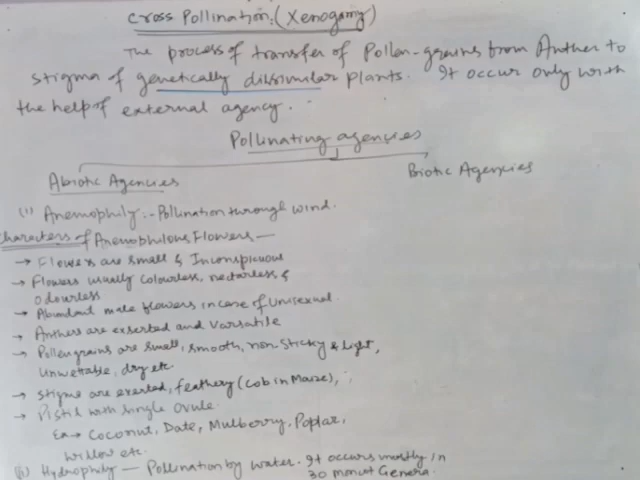 Cross Pollination:(Xenogamy)
The process of transfer of Pollen-grains from Anther to
stigma of genetically dissimilar plants. It occur only with
the help of external agency.
Pollinating agencies
Abiotic Agencies
Biotic Agencies
(i) Anemophily:- Pollination through wind.
Characters of Anemophilous Flowers —
→ Flowers are small & Inconspicuous
→ Flowers usually colourless, nectarless &
odourless
→ Abundant male flowers in case of Unisexual.
→ Anthers are exserted and Varsatile
→ Pollen grains are small, smooth, non sticky & light,
Unwettable, dry etc.
→ Stigma are exerted, feathery (Cob in Maize),
→ Pistil with single Ovule.
Ex → Coconut, Date, Mulberry, Poplar,
Willow etc.
(ii) Hydrophily — Pollination by water. It occurs mostly in
30 monocot Genera.